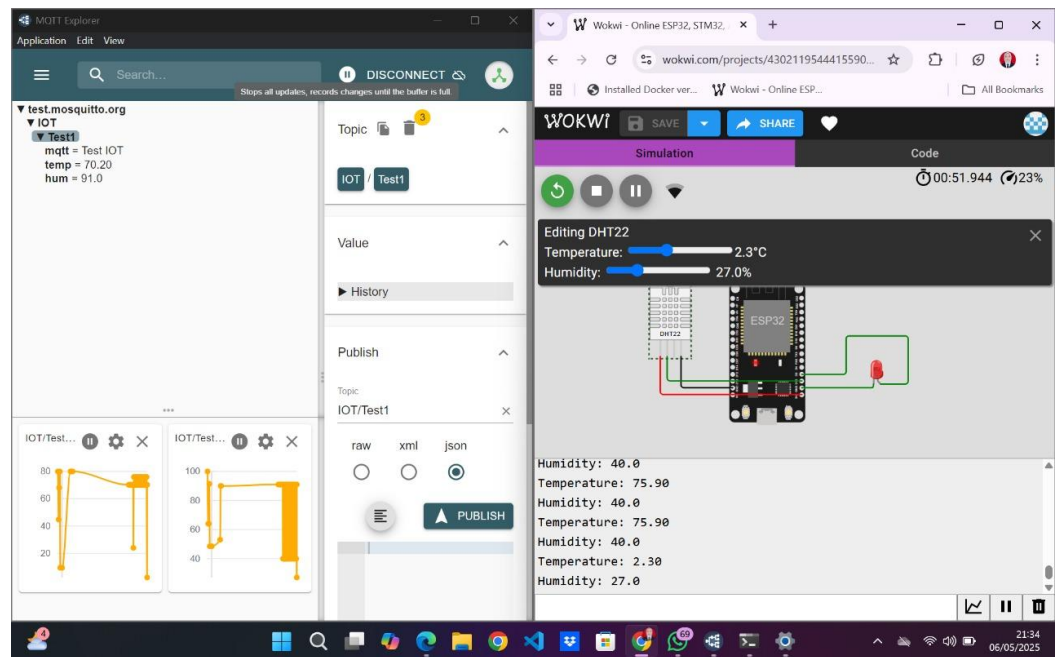 MQTT Explorer
Application Edit View
Search...
DISCONNECT
Stops all updates, records changes until the buffer is full.
▼ test.mosquitto.org
▼ IOT
▼ Test1
mqtt = Test IOT
temp = 70.20
hum = 91.0
Topic
3
IOT / Test1
Value
▶ History
Publish
Topic
IOT/Test1
raw xml json
PUBLISH
IOT/Test...
80
60
40
20
IOT/Test...
100
80
60
40
Wokwi - Online ESP32, STM32,
wokwi.com/projects/4302119544415590...
Installed Docker ver...
Wokwi - Online ESP...
All Bookmarks
WOKWI
SAVE
SHARE
Simulation
Code
00:51.944
23%
Editing DHT22
Temperature: 2.3°C
Humidity: 27.0%
DHT22
ESP32
Humidity: 40.0
Temperature: 75.90
Humidity: 40.0
Temperature: 75.90
Humidity: 40.0
Temperature: 2.30
Humidity: 27.0
4
69
21:34
06/05/2025